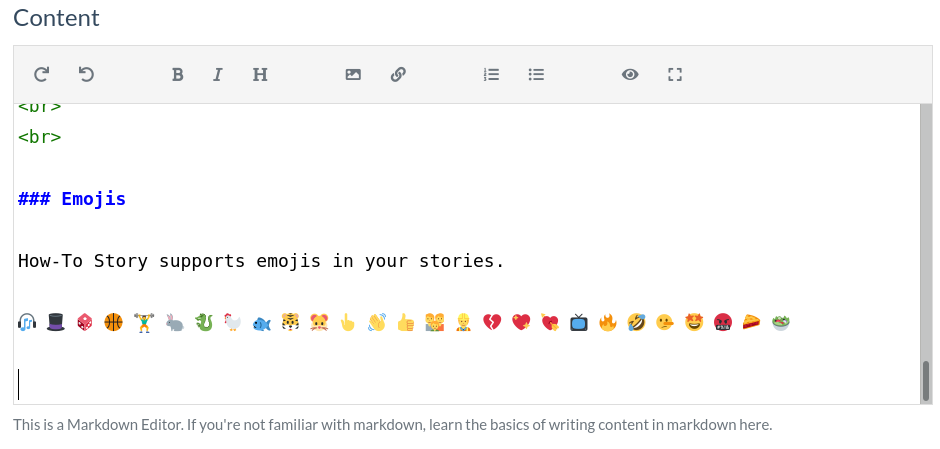 Content
B I H
<br>
<br>
### Emojis
How-To Story supports emojis in your stories.
This is a Markdown Editor. If you're not familiar with markdown, learn the basics of writing content in markdown here.